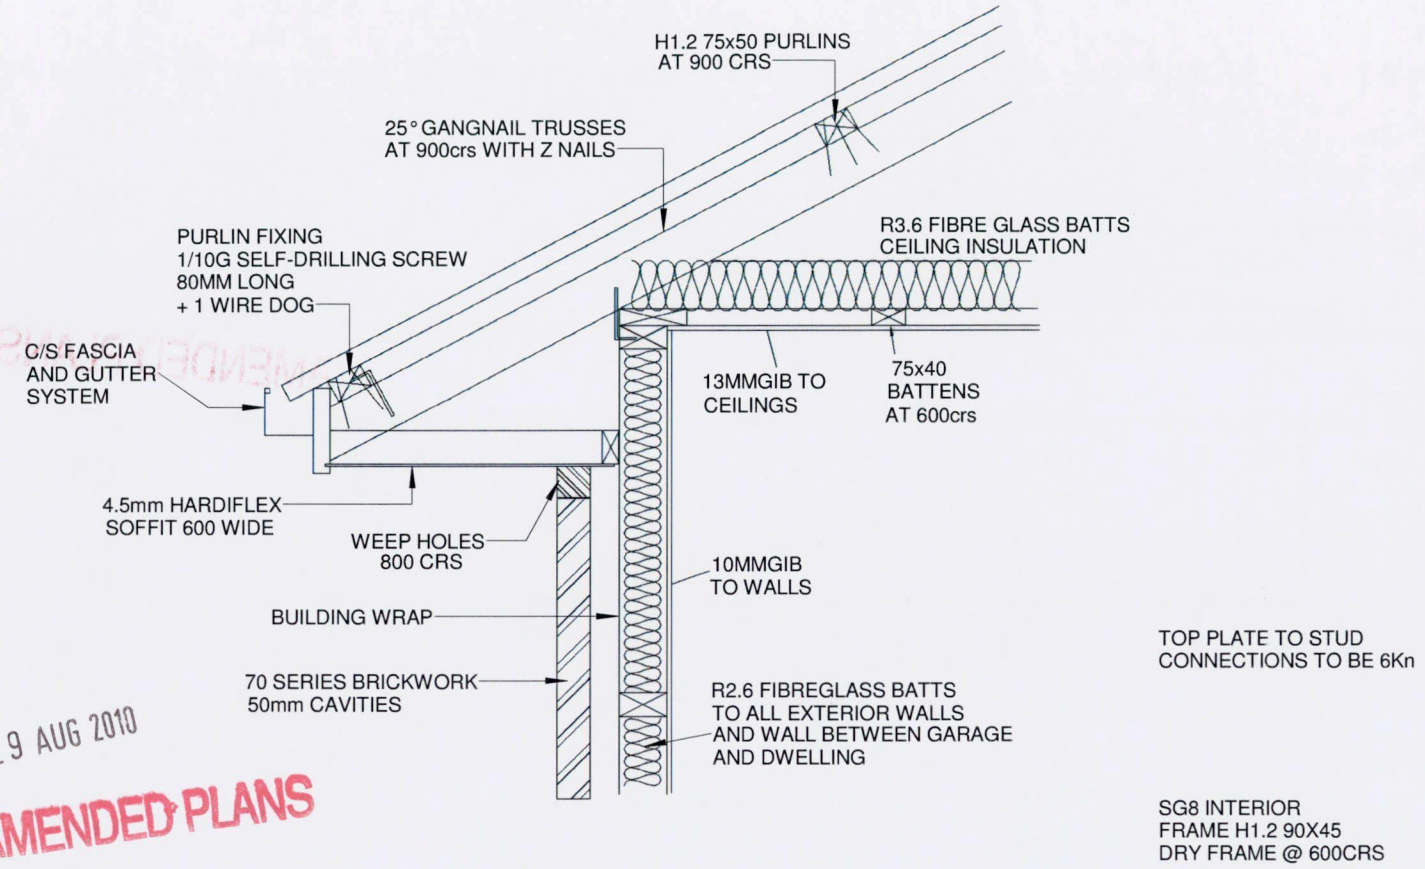 H1.2 75x50 PURLINS
AT 900 CRS
25° GANGNAIL TRUSSES
AT 900crs WITH Z NAILS
PURLIN FIXING
1/10G SELF-DRILLING SCREW
80MM LONG
+ 1 WIRE DOG
R3.6 FIBRE GLASS BATTS
CEILING INSULATION
C/S FASCIA
AND GUTTER
SYSTEM
13MMGIB TO
CEILINGS
75x40
BATTENS
AT 600crs
4.5mm HARDIFLEX
SOFFIT 600 WIDE
WEEP HOLES
800 CRS
10MMGIB
TO WALLS
BUILDING WRAP
70 SERIES BRICKWORK
50mm CAVITIES
R2.6 FIBREGLASS BATTS
TO ALL EXTERIOR WALLS
AND WALL BETWEEN GARAGE
AND DWELLING
TOP PLATE TO STUD
CONNECTIONS TO BE 6Kn
SG8 INTERIOR
FRAME H1.2 90X45
DRY FRAME @ 600CRS
9 AUG 2010
AMENDED PLANS
AMENDED PLANS